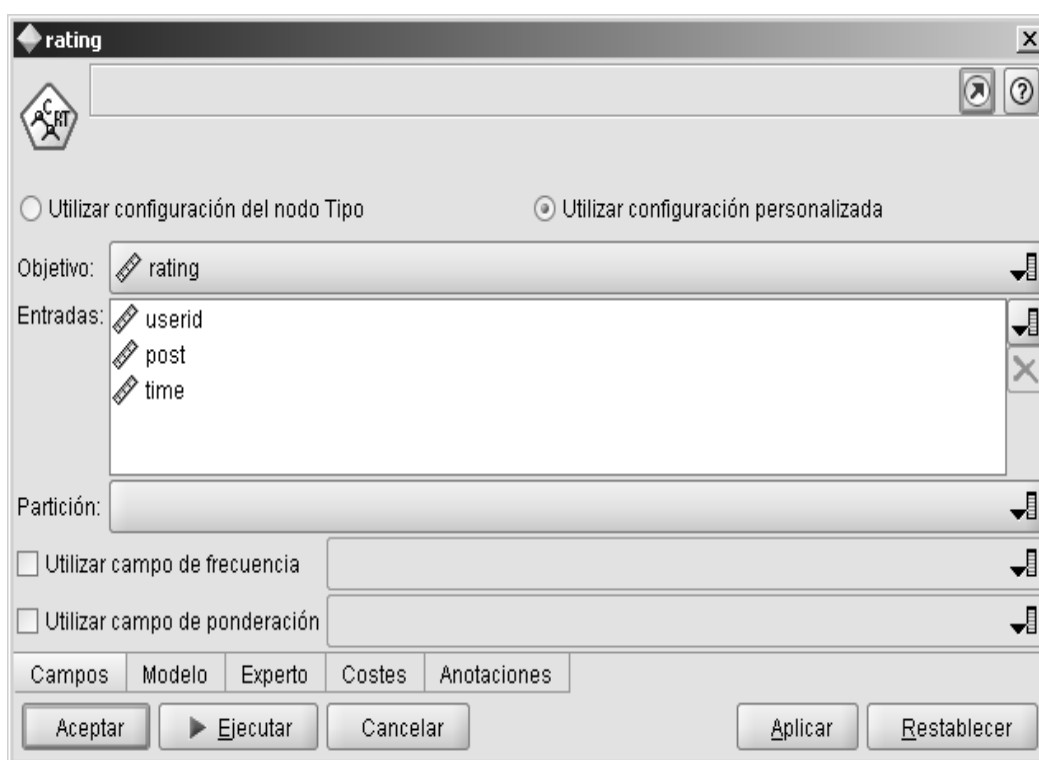 rating
C RT
Utilizar configuración del nodo Tipo
Utilizar configuración personalizada
Objetivo: rating
Entradas: userid
post
time
Partición:
Utilizar campo de frecuencia
Utilizar campo de ponderación
Campos Modelo Experto Costes Anotaciones
Aceptar Ejecutar Cancelar Aplicar Restablecer